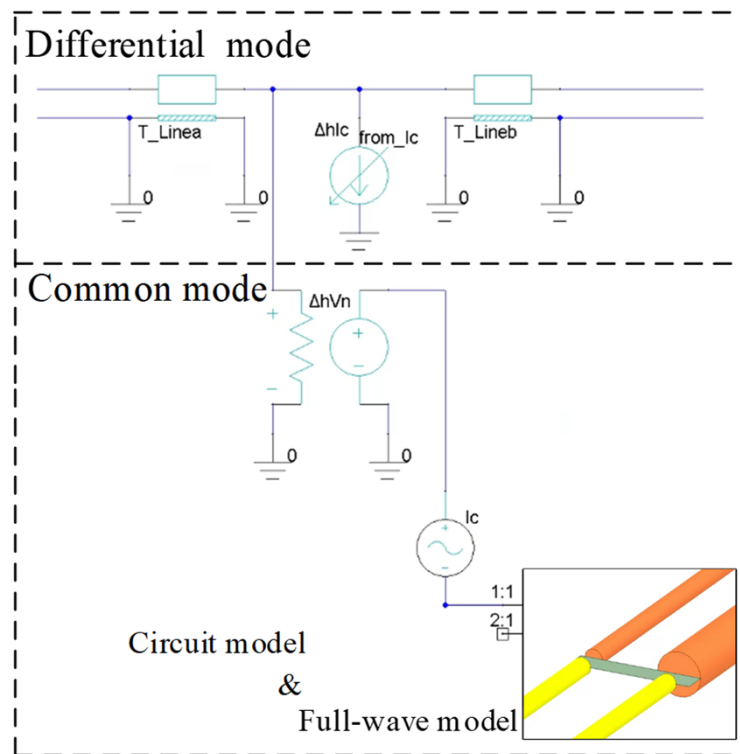 Differential mode
T_Linea
ΔhIc
from_Ic
T_Lineb
0
0
0
0
Common mode
ΔhVn
+
+
−
−
0
0
Ic
+
−
1:1
2:1
Circuit model
&
Full-wave model